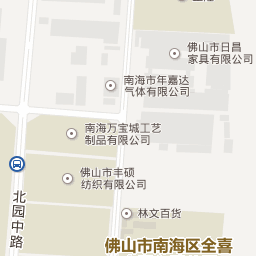 佛山市日昌
家具有限公司
南海市年嘉达
气体有限公司
南海万宝城工艺
制品有限公司
佛山市丰硕
纺织有限公司
北园中路
林文百货
佛山市南海区全喜